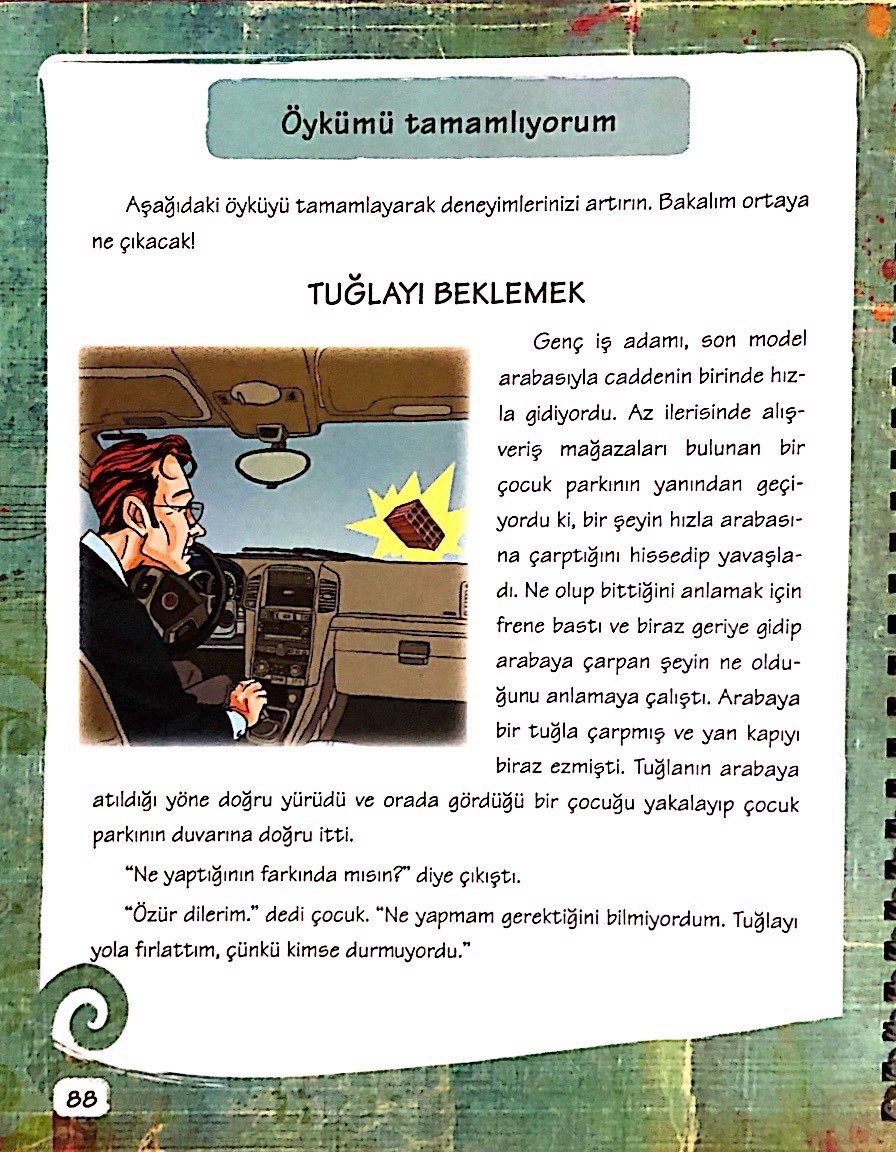 Öykümü tamamlıyorum
Aşağıdaki öyküyü tamamlayarak deneyimlerinizi artırın. Bakalım ortaya
ne çıkacak!
TUĞLAYI BEKLEMEK
Genç iş adamı, son model
arabasıyla caddenin birinde hız-
la gidiyordu. Az ilerisinde alış-
veriş mağazaları bulunan bir
çocuk parkının yanından geçi-
yordu ki, bir şeyin hızla arabası-
na çarptığını hissedip yavaşla-
dı. Ne olup bittiğini anlamak için
frene bastı ve biraz geriye gidip
arabaya çarpan şeyin ne oldu-
ğunu anlamaya çalıştı. Arabaya
bir tuğla çarpmış ve yan kapıyı
biraz ezmişti. Tuğlanın arabaya
atıldığı yöne doğru yürüdü ve orada gördüğü bir çocuğu yakalayıp çocuk
parkının duvarına doğru itti.
“Ne yaptığının farkında mısın?” diye çıkıştı.
“Özür dilerim.” dedi çocuk. “Ne yapmam gerektiğini bilmiyordum. Tuğlayı
yola fırlattım, çünkü kimse durmuyordu.”
88